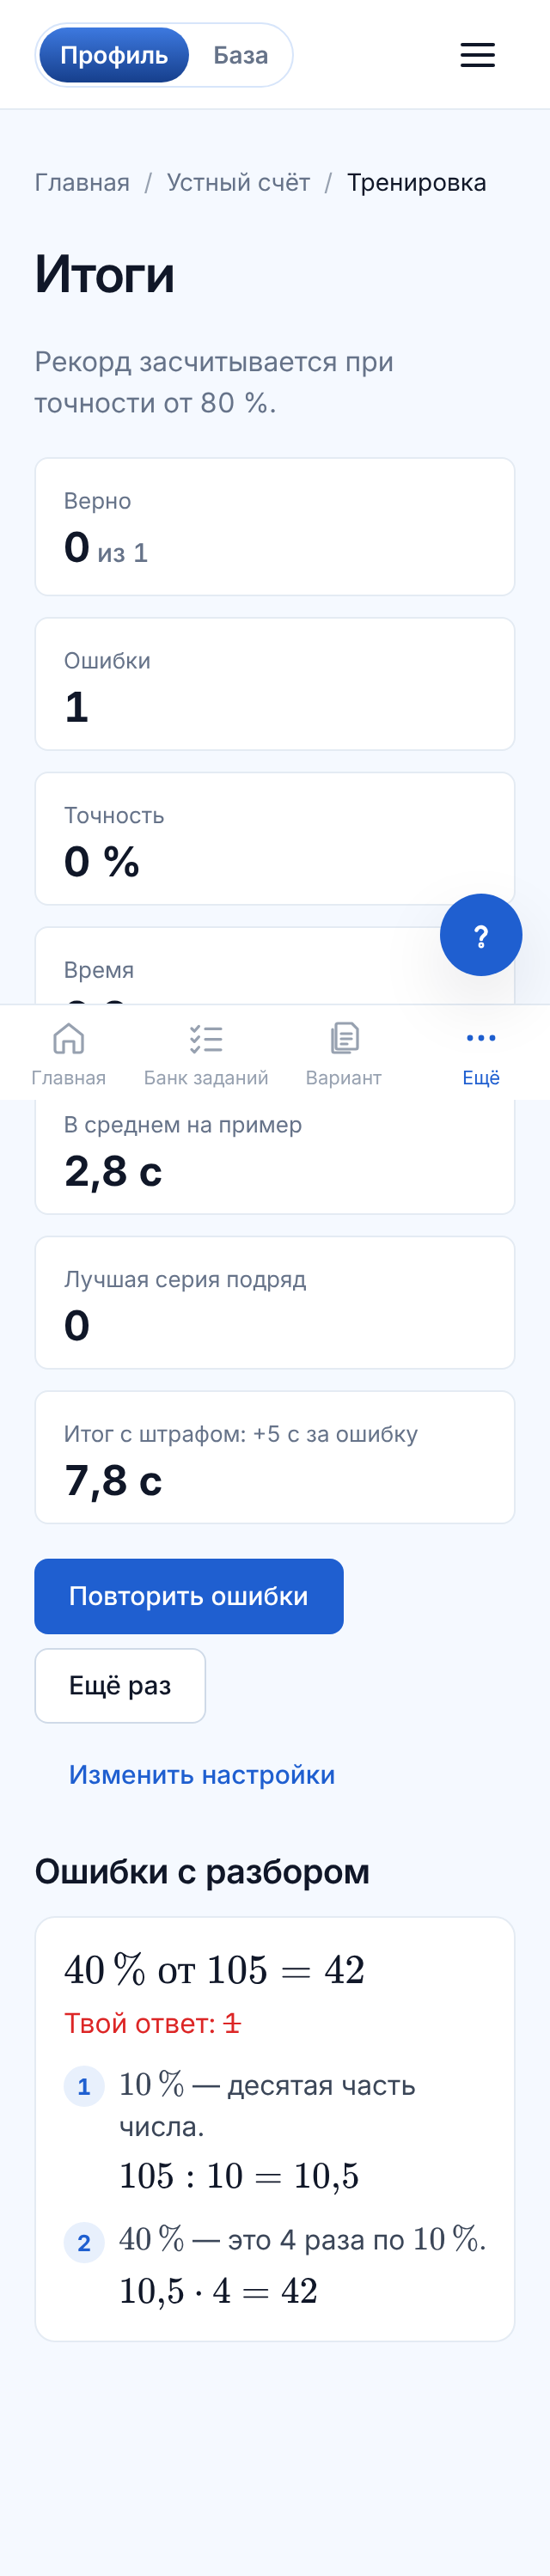 Профиль База
Главная / Устный счёт / Тренировка
Итоги
Рекорд засчитывается при
точности от 80 %.
Верно
0 из 1
Ошибки
1
Точность
0 %
?
Время
Главная Банк заданий Вариант Ещё
В среднем на пример
2,8 с
Лучшая серия подряд
0
Итог с штрафом: +5 с за ошибку
7,8 с
Повторить ошибки
Ещё раз
Изменить настройки
Ошибки с разбором
40 % от 105 = 42
Твой ответ: 1
1 10 % — десятая часть
числа.
105 : 10 = 10,5
2 40 % — это 4 раза по 10 %.
10,5 · 4 = 42